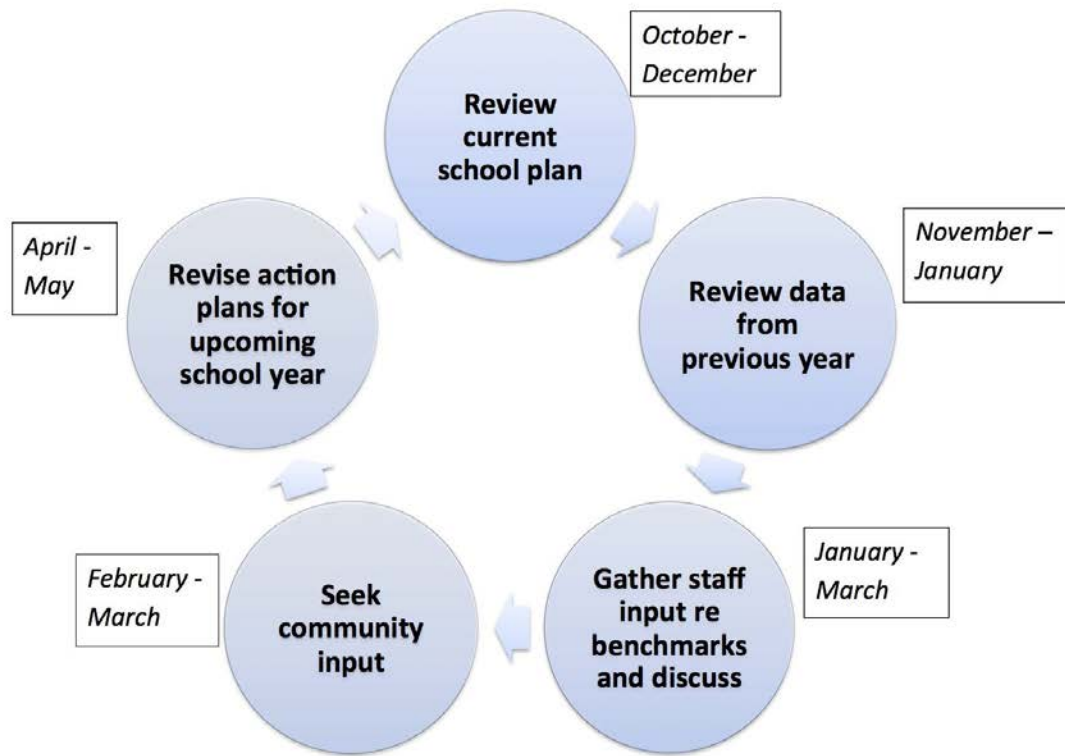 October -
December
Review
current
school plan
November –
January
Review data
from
previous year
January -
March
Gather staff
input re
benchmarks
and discuss
February -
March
Seek
community
input
April -
May
Revise action
plans for
upcoming
school year